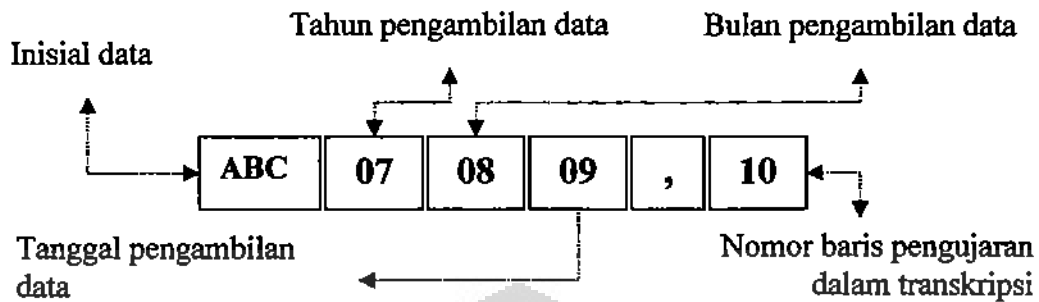 Tahun pengambilan data
Bulan pengambilan data
Inisial data
ABC 07 08 09 , 10
Tanggal pengambilan
data
Nomor baris pengujaran
dalam transkripsi